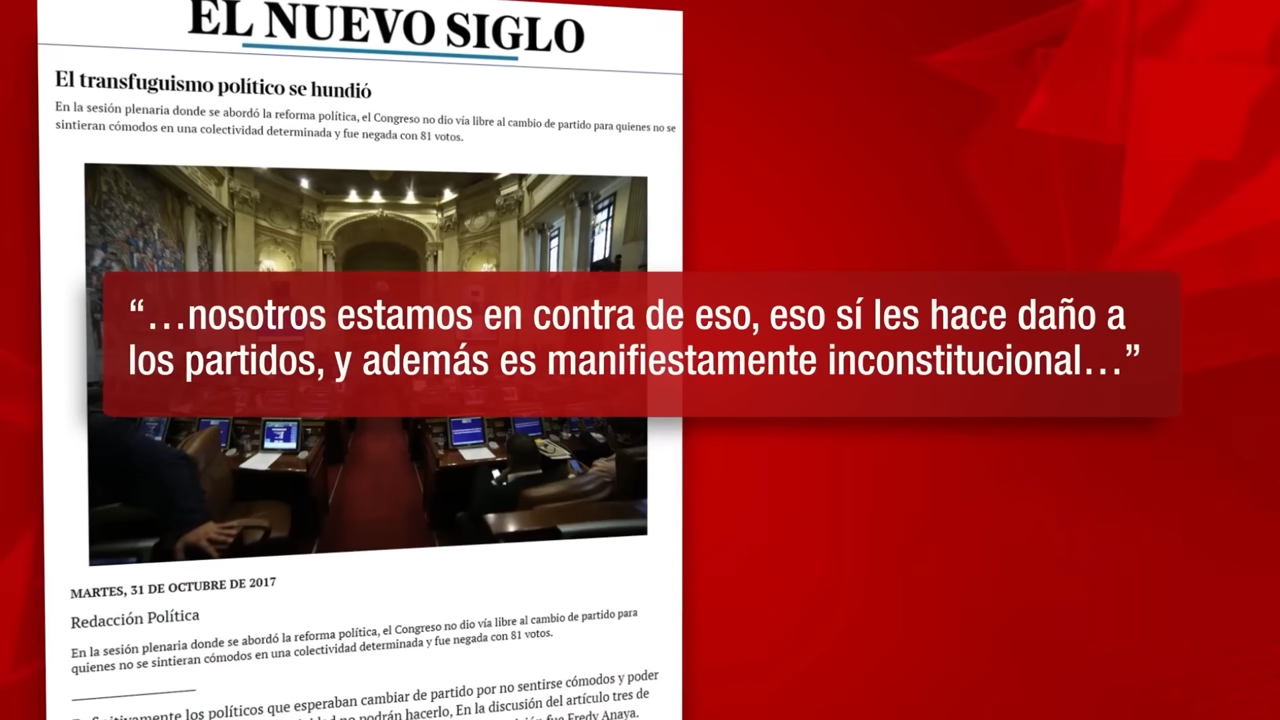 EL NUEVO SIGLO
El transfuguismo político se hundió
En la sesión plenaria donde se abordó la reforma política, el Congreso no dio vía libre al cambio de partido para quienes no se
sintieran cómodos en una colectividad determinada y fue negada con 81 votos.
“…nosotros estamos en contra de eso, eso sí les hace daño a
los partidos, y además es manifiestamente inconstitucional…”
MARTES, 31 DE OCTUBRE DE 2017
Redacción Política
En la sesión plenaria donde se abordó la reforma política, el Congreso no dio vía libre al cambio de partido para
quienes no se sintieran cómodos en una colectividad determinada y fue negada con 81 votos.
los políticos que esperaban cambiar de partido por no sentirse cómodos y poder
no podrán hacerlo, En la discusión del artículo tres de
fue Fredy Anaya.